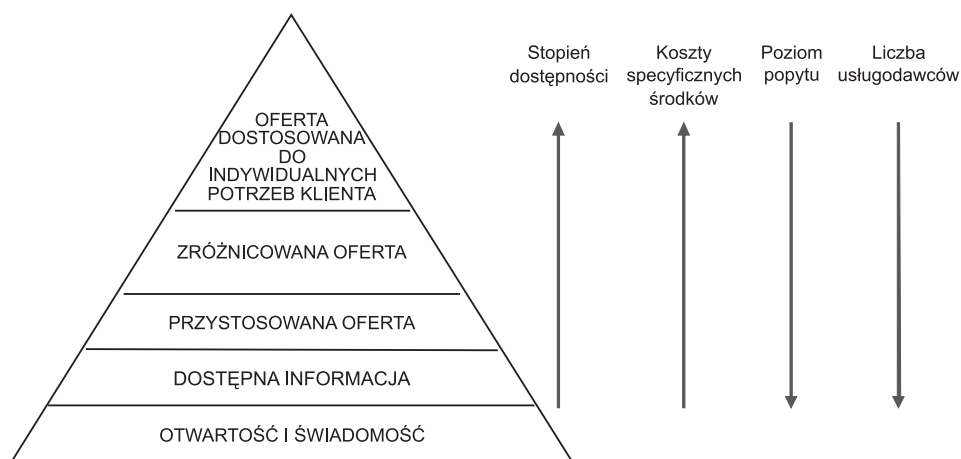 OFERTA
DOSTOSOWANA
DO
INDYWIDUALNYCH
POTRZEB KLIENTA
ZRÓŻNICOWANA OFERTA
PRZYSTOSOWANA OFERTA
DOSTĘPNA INFORMACJA
OTWARTOŚĆ I ŚWIADOMOŚĆ
Stopień
dostępności
Koszty
specyficznych
środków
Poziom
popytu
Liczba
usługodawców